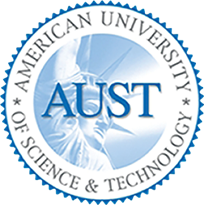 AMERICAN UNIVERSITY
AUST
* OF SCIENCE & TECHNOLOGY *